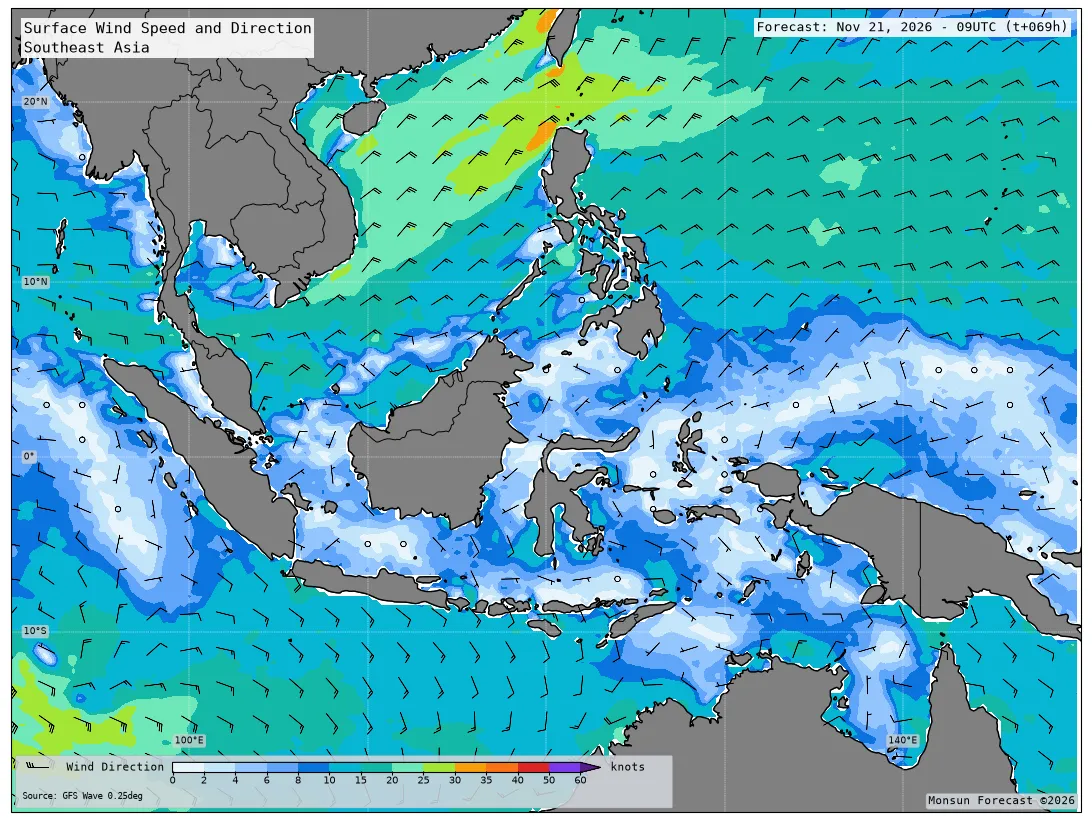 Surface Wind Speed and Direction
Southeast Asia
Forecast: Nov 21, 2026 - 09UTC (t+069h)
20°N
10°N
0°
10°S
100°E
140°E
Wind Direction
0 2 4 6 8 10 15 20 25 30 35 40 50 60
knots
Source: GFS Wave 0.25deg
Monsun Forecast ©2026